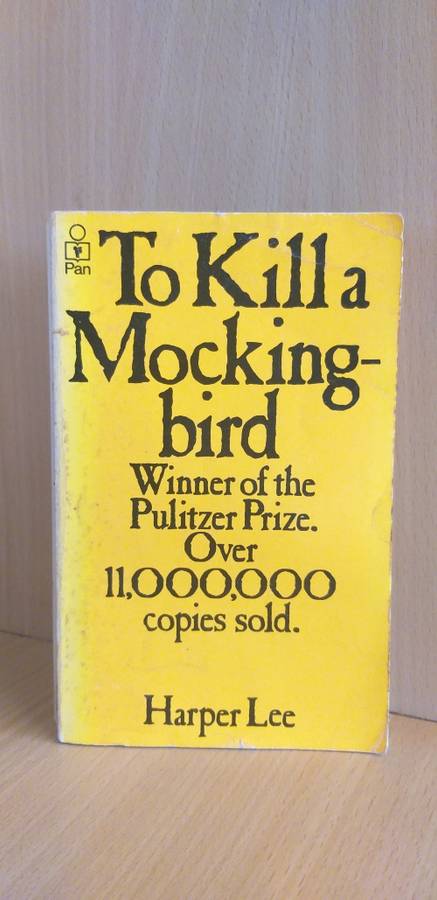 Pan
To Kill a
Mocking-
bird
Winner of the
Pulitzer Prize.
Over
11,000,000
copies sold.
Harper Lee